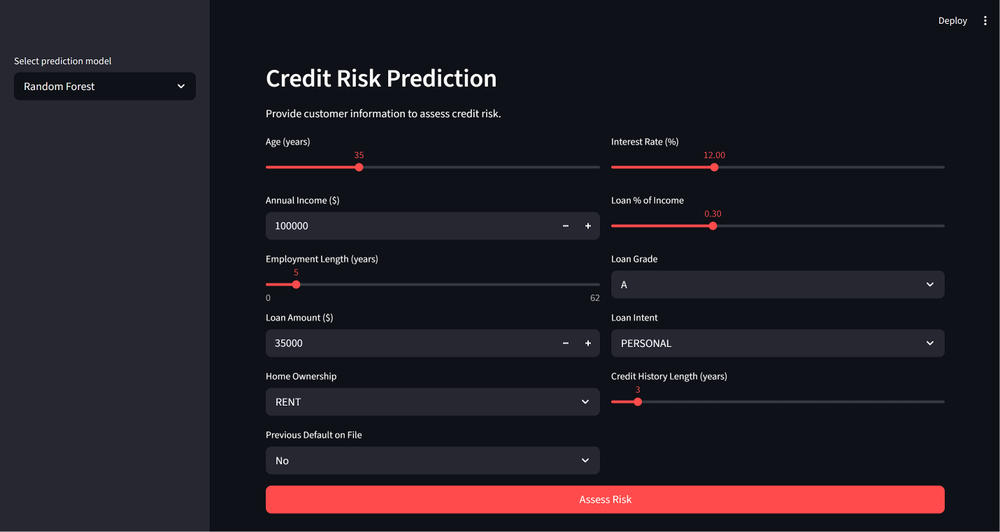 Deploy
Select prediction model
Random Forest
Credit Risk Prediction
Provide customer information to assess credit risk.
Age (years)
35
Annual Income ($)
100000
Employment Length (years)
5
0
62
Loan Amount ($)
35000
Home Ownership
RENT
Previous Default on File
No
Interest Rate (%)
12.00
Loan % of Income
0.30
Loan Grade
A
Loan Intent
PERSONAL
Credit History Length (years)
3
Assess Risk